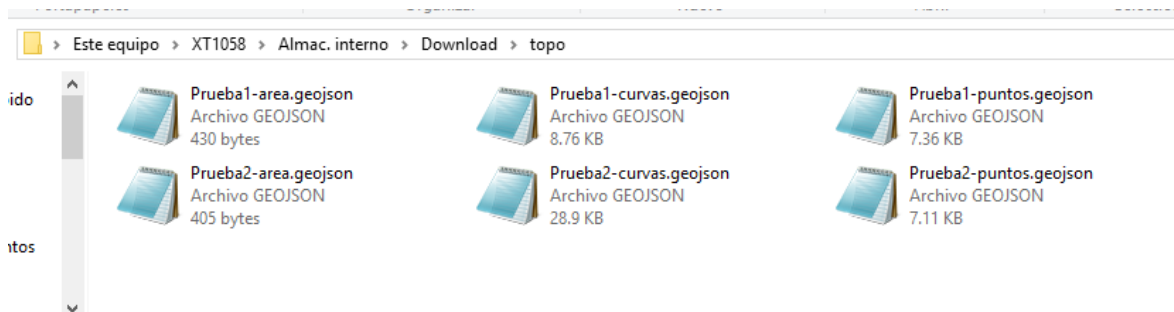 Este equipo > XT1058 > Almac. interno > Download > topo
ido
Prueba1-area.geojson
Archivo GEOJSON
430 bytes
Prueba1-curvas.geojson
Archivo GEOJSON
8.76 KB
Prueba1-puntos.geojson
Archivo GEOJSON
7.36 KB
Prueba2-area.geojson
Archivo GEOJSON
405 bytes
Prueba2-curvas.geojson
Archivo GEOJSON
28.9 KB
Prueba2-puntos.geojson
Archivo GEOJSON
7.11 KB
ntos